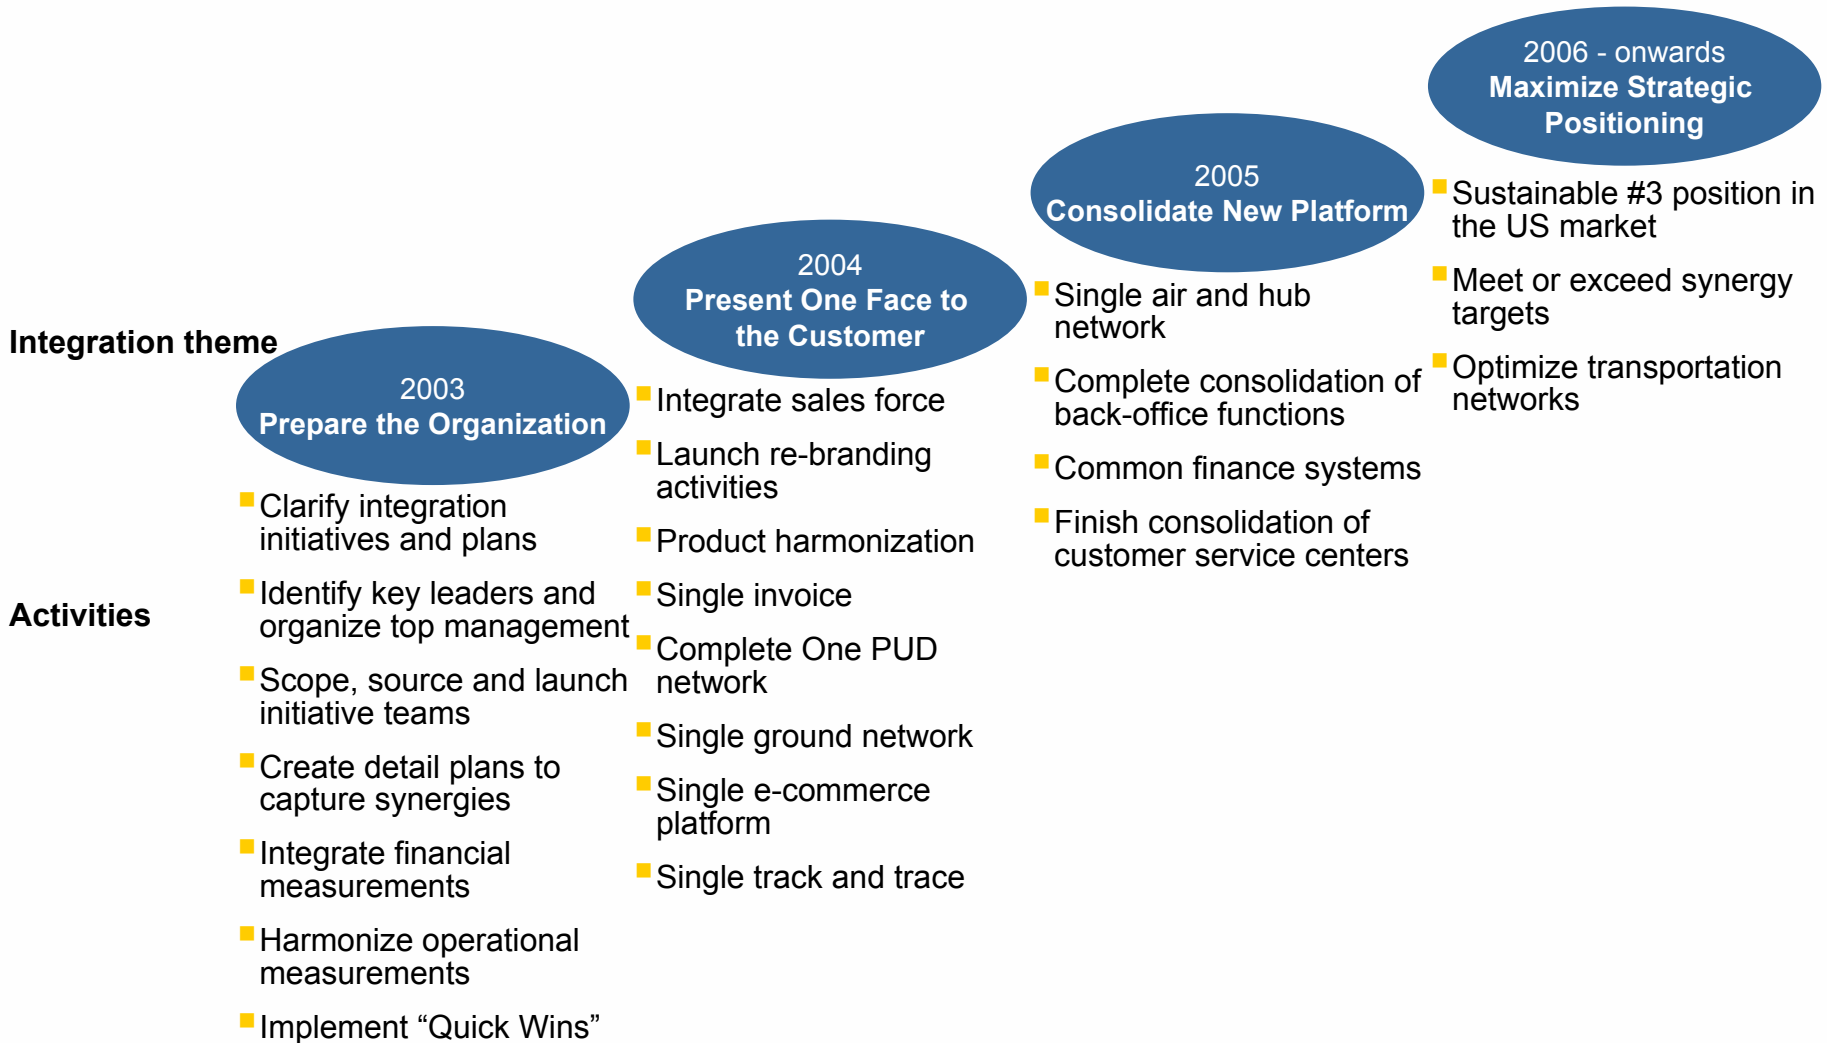 Integration theme
Activities
2003
Prepare the Organization
Clarify integration
initiatives and plans
Identify key leaders and
organize top management
Scope, source and launch
initiative teams
Create detail plans to
capture synergies
Integrate financial
measurements
Harmonize operational
measurements
Implement “Quick Wins”
2004
Present One Face to
the Customer
Integrate sales force
Launch re-branding
activities
Product harmonization
Single invoice
Complete One PUD
network
Single ground network
Single e-commerce
platform
Single track and trace
2005
Consolidate New Platform
Single air and hub
network
Complete consolidation of
back-office functions
Common finance systems
Finish consolidation of
customer service centers
2006 - onwards
Maximize Strategic
Positioning
Sustainable #3 position in
the US market
Meet or exceed synergy
targets
Optimize transportation
networks